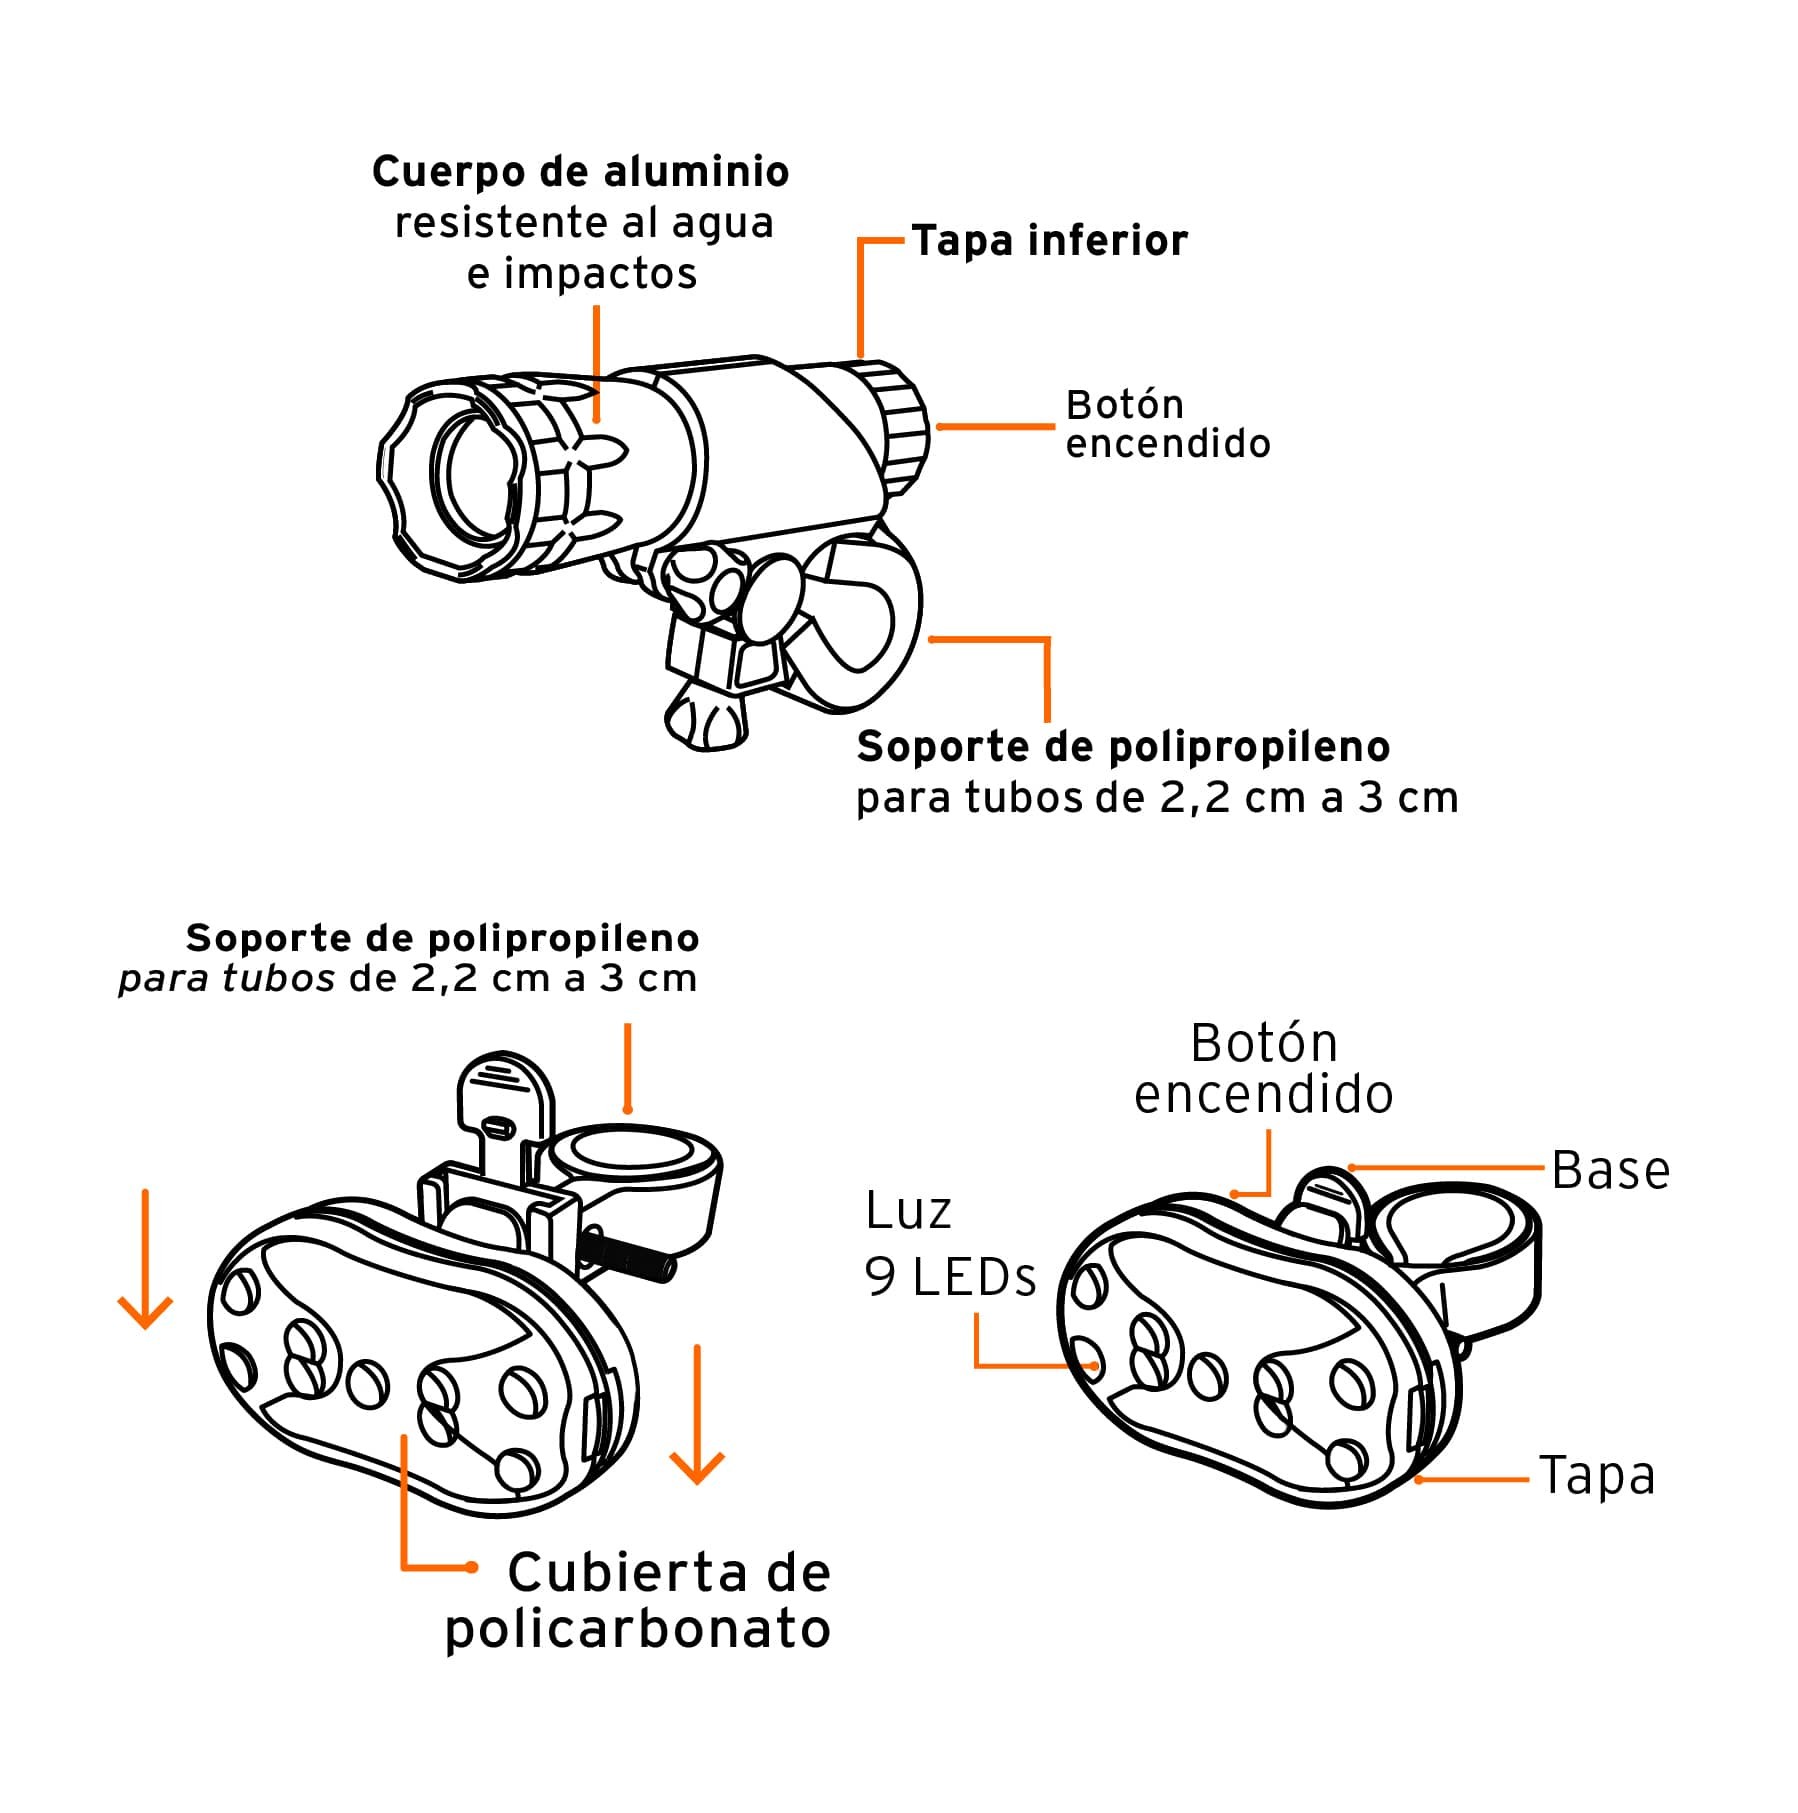 Cuerpo de aluminio
resistente al agua
e impactos
Tapa inferior
Botón
encendido
Soporte de polipropileno
para tubos de 2,2 cm a 3 cm
Soporte de polipropileno
para tubos de 2,2 cm a 3 cm
Botón
encendido
Base
Luz
9 LEDs
Tapa
Cubierta de
policarbonato